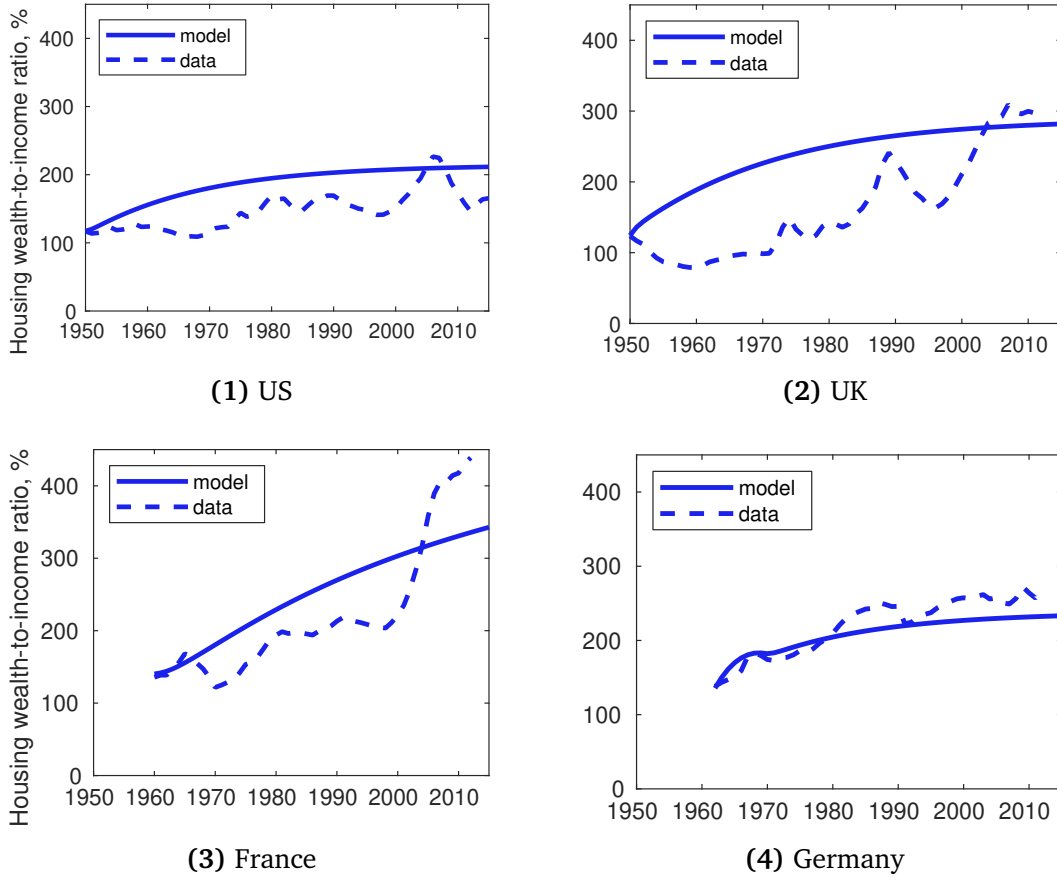 Housing wealth-to-income ratio, %
400
300
200
100
0
model
data
1950 1960 1970 1980 1990 2000 2010
(1) US
400
300
200
100
0
model
data
1950 1960 1970 1980 1990 2000 2010
(2) UK
Housing wealth-to-income ratio, %
400
300
200
100
0
model
data
1950 1960 1970 1980 1990 2000 2010
(3) France
400
300
200
100
0
model
data
1950 1960 1970 1980 1990 2000 2010
(4) Germany